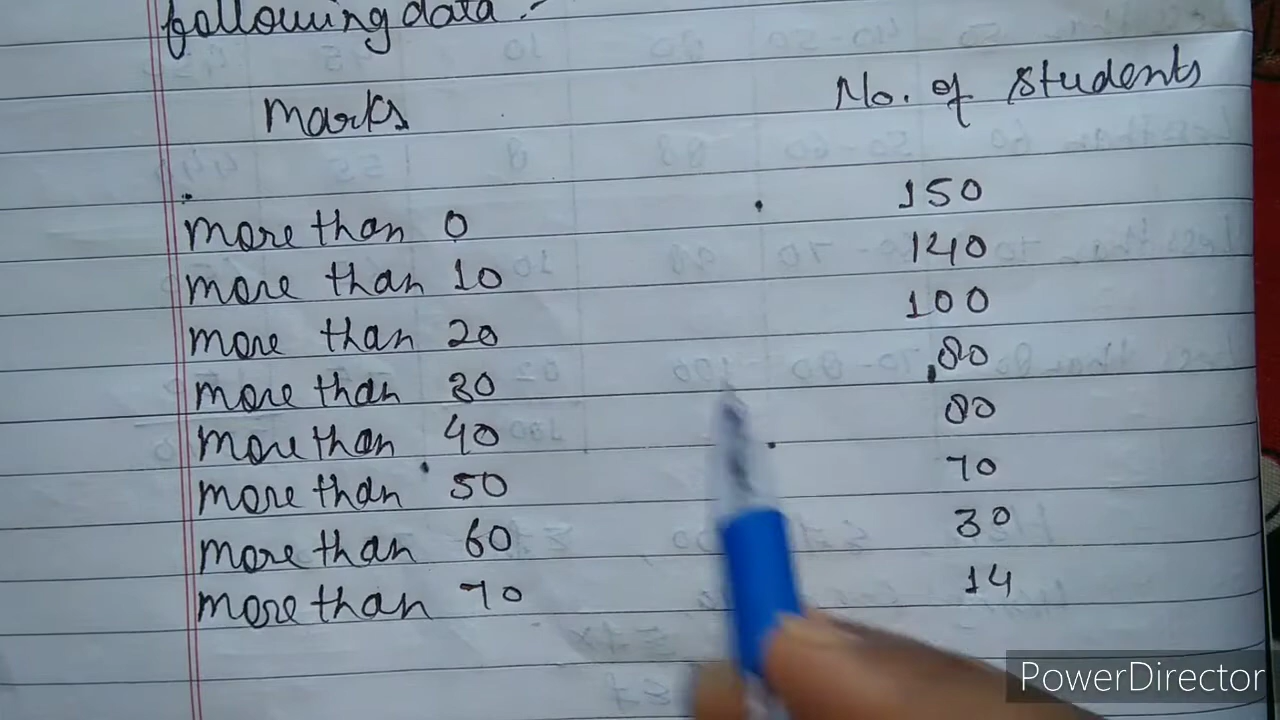 following data :-
Marks No. of Students
more than 0 150
more than 10 140
more than 20 100
more than 30 80
more than 40 80
more than 50 70
more than 60 30
more than 70 14
PowerDirector